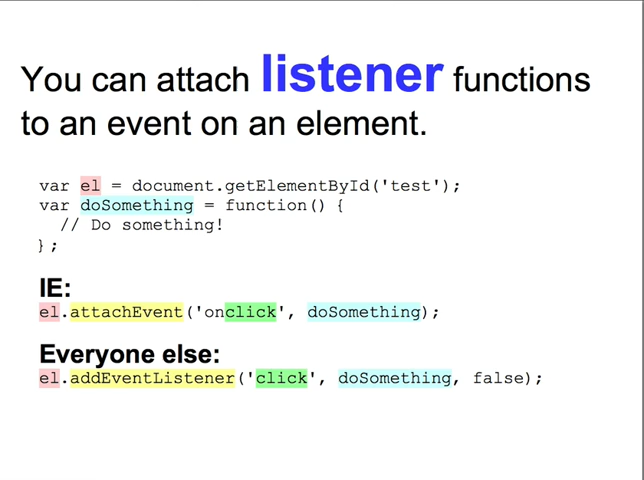 You can attach listener functions
to an event on an element.
var el = document.getElementById('test');
var doSomething = function() {
// Do something!
};
IE:
el.attachEvent('onclick', doSomething);
Everyone else:
el.addEventListener('click', doSomething, false);